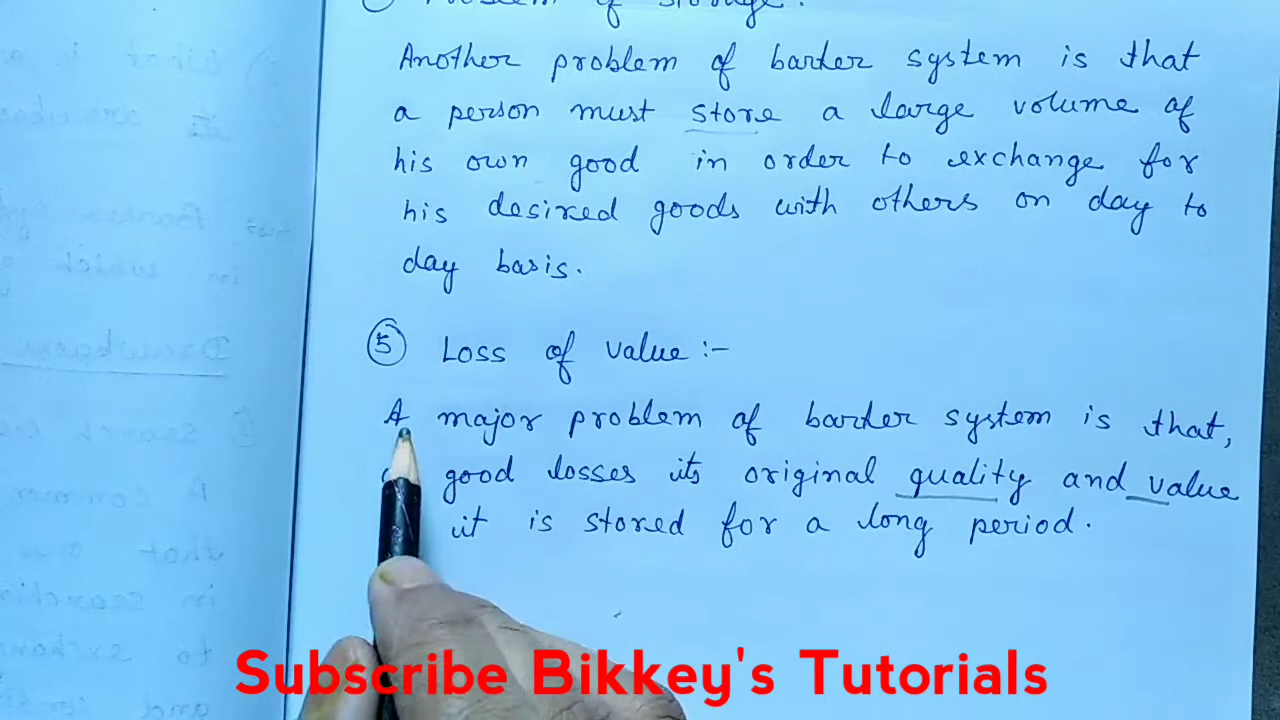 Problem of storage.
Another problem of barter system is that
a person must store a large volume of
his own good in order to exchange for
his desired goods with others on day to
day basis.
5 Loss of value :-
A major problem of barter system is that,
good losses its original quality and value
it is stored for a long period.
Subscribe Bikkey's Tutorials